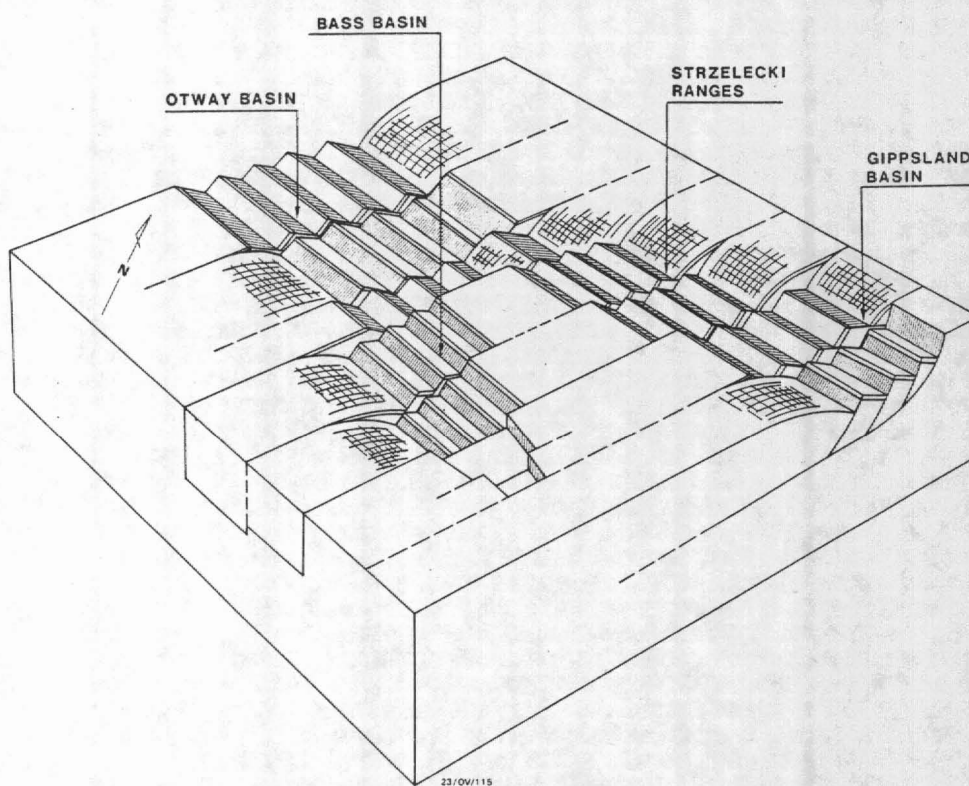 BASS BASIN
OTWAY BASIN
STRZELECKI
RANGES
GIPPSLAND
BASIN
N
23/OV/115